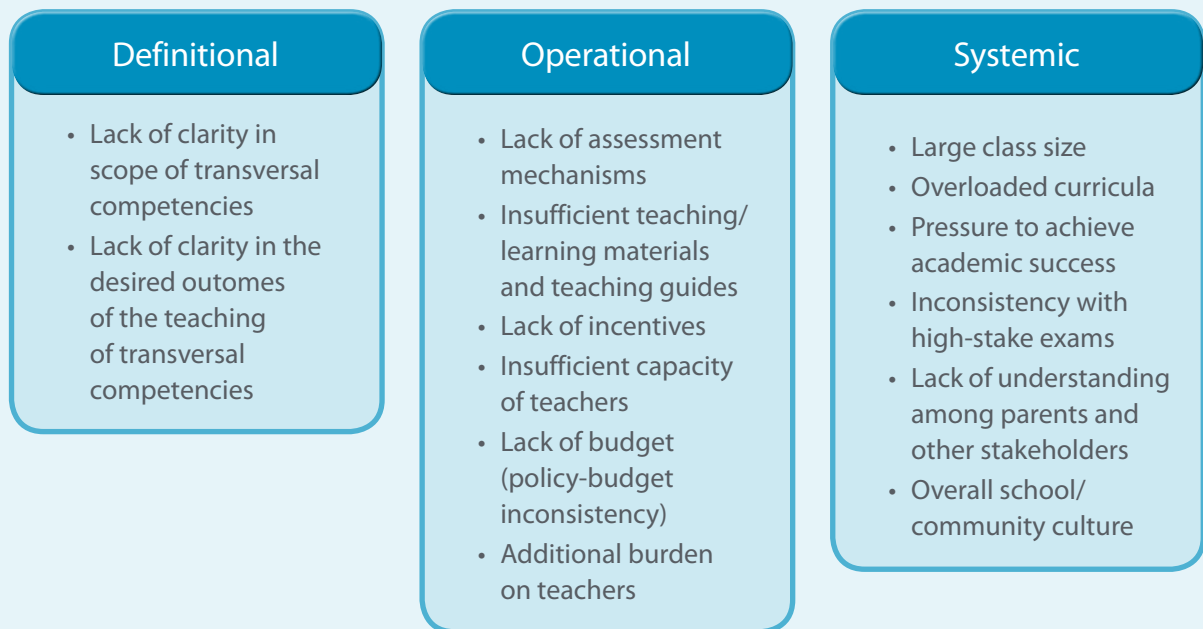 Definitional
• Lack of clarity in
scope of transversal
competencies
• Lack of clarity in the
desired outcomes
of the teaching
of transversal
competencies
Operational
• Lack of assessment
mechanisms
• Insufficient teaching/
learning materials
and teaching guides
• Lack of incentives
• Insufficient capacity
of teachers
• Lack of budget
(policy-budget
inconsistency)
• Additional burden
on teachers
Systemic
• Large class size
• Overloaded curricula
• Pressure to achieve
academic success
• Inconsistency with
high-stake exams
• Lack of understanding
among parents and
other stakeholders
• Overall school/
community culture